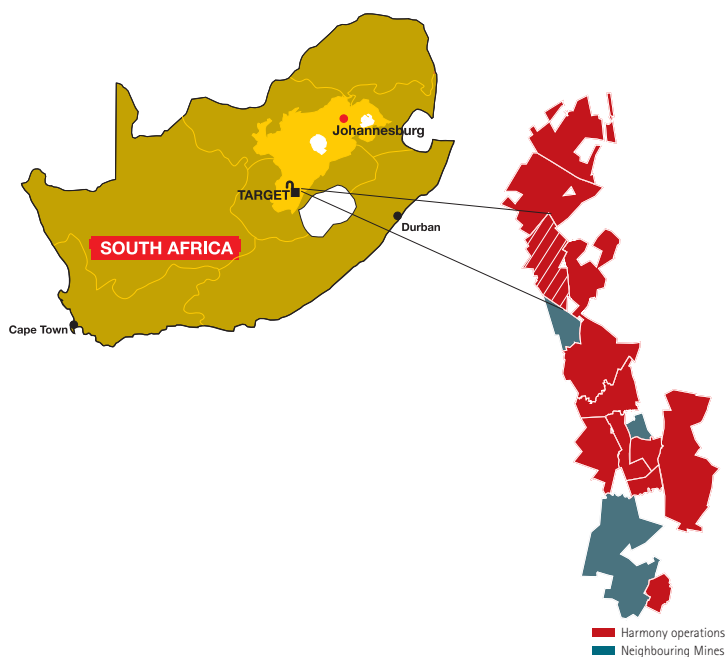 Johannesburg
TARGET
Durban
SOUTH AFRICA
Cape Town
Harmony operations
Neighbouring Mines